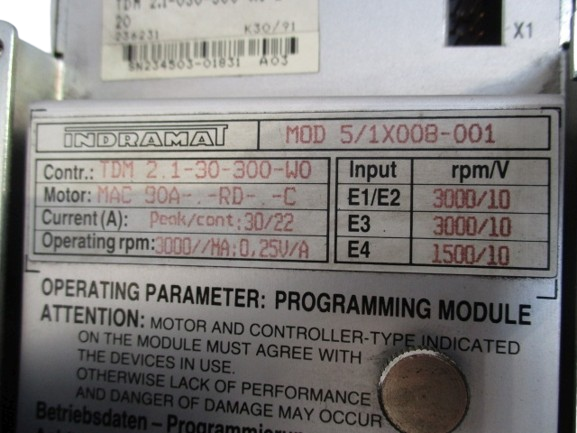 TDM 2.1-030-300-W0
20
236231 K30/91
SN234503-01831 A03
X1
INDRAMAT MOD 5/1X008-001
Contr.: TDM 2.1-30-300-W0
Motor: MAC 90A-.-RD-.-C
Current (A): Peak/cont:30/22
Operating rpm:3000//MA:0,25V/A
Input rpm/V
E1/E2 3000/10
E3 3000/10
E4 1500/10
OPERATING PARAMETER: PROGRAMMING MODULE
ATTENTION: MOTOR AND CONTROLLER-TYPE INDICATED
ON THE MODULE MUST AGREE WITH
THE DEVICES IN USE.
OTHERWISE LACK OF PERFORMANCE
AND DANGER OF DAMAGE MAY OCCUR
Betriebsdaten - Programmierun